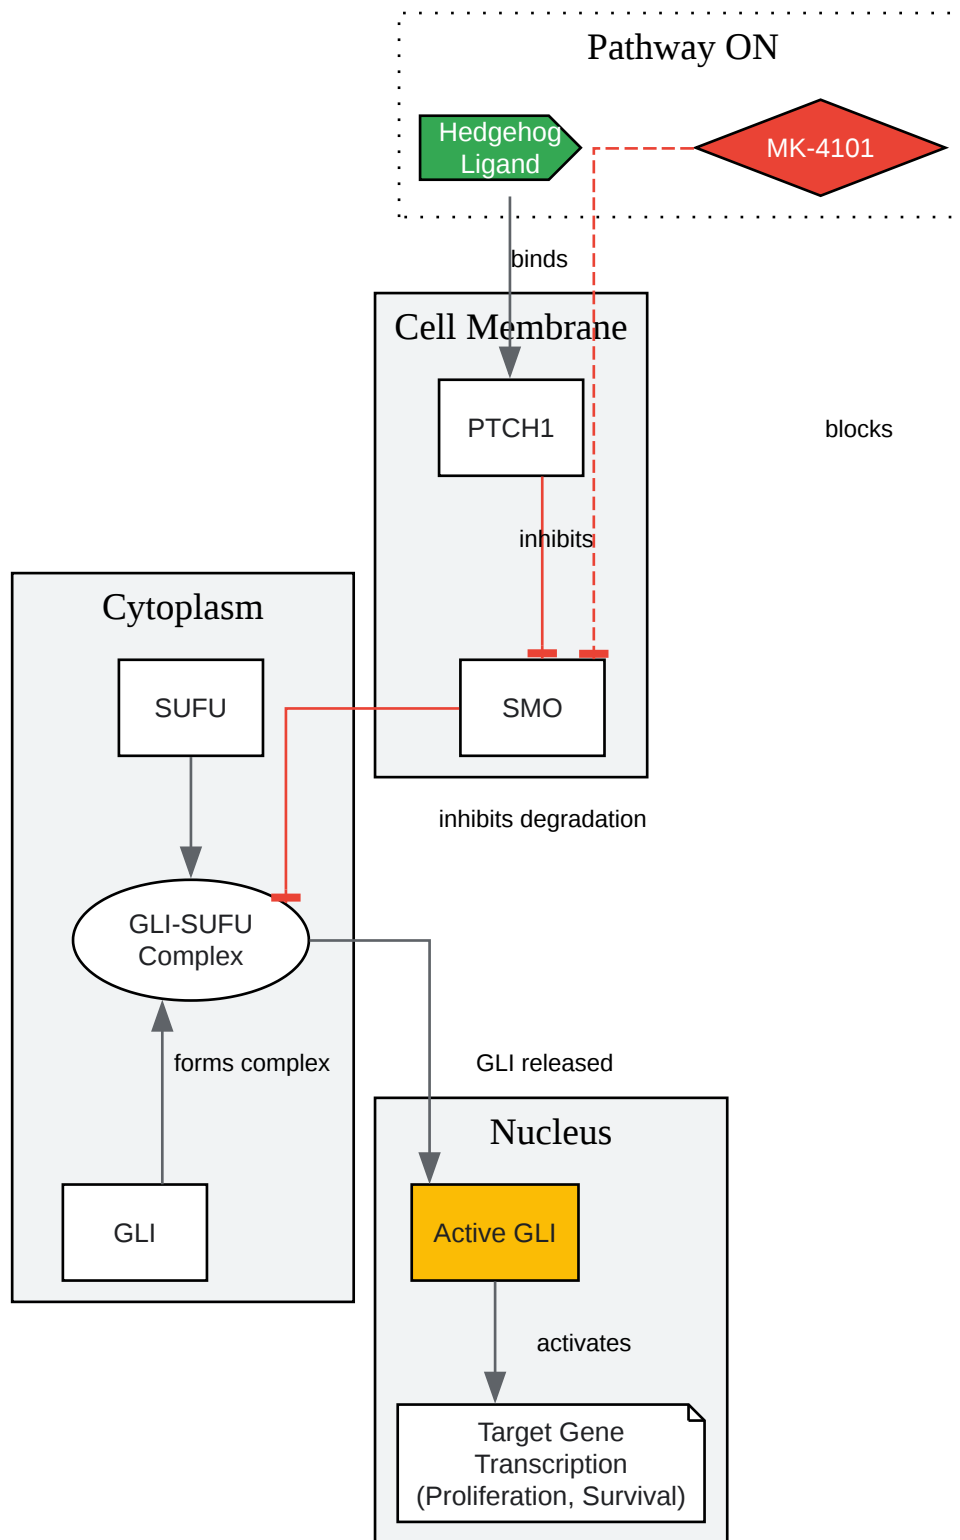 Pathway ON
Hedgehog
Ligand
MK-4101
binds
Cell Membrane
PTCH1
blocks
inhibits
Cytoplasm
SUFU
SMO
inhibits degradation
GLI-SUFU
Complex
forms complex
GLI released
Nucleus
GLI
Active GLI
activates
Target Gene
Transcription
(Proliferation, Survival)